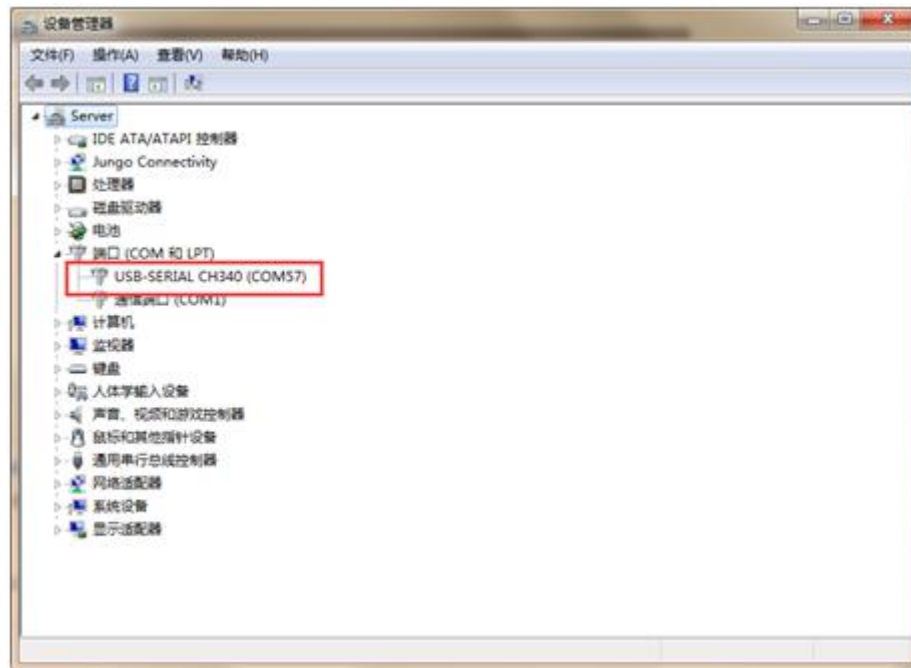 设备管理器
文件(F) 操作(A) 查看(V) 帮助(H)
Server
IDE ATA/ATAPI 控制器
Jungo Connectivity
处理器
磁盘驱动器
电池
端口 (COM 和 LPT)
USB-SERIAL CH340 (COM57)
通信端口 (COM1)
计算机
监视器
键盘
人体学输入设备
声音、视频和游戏控制器
鼠标和其他指针设备
通用串行总线控制器
网络适配器
系统设备
显示适配器